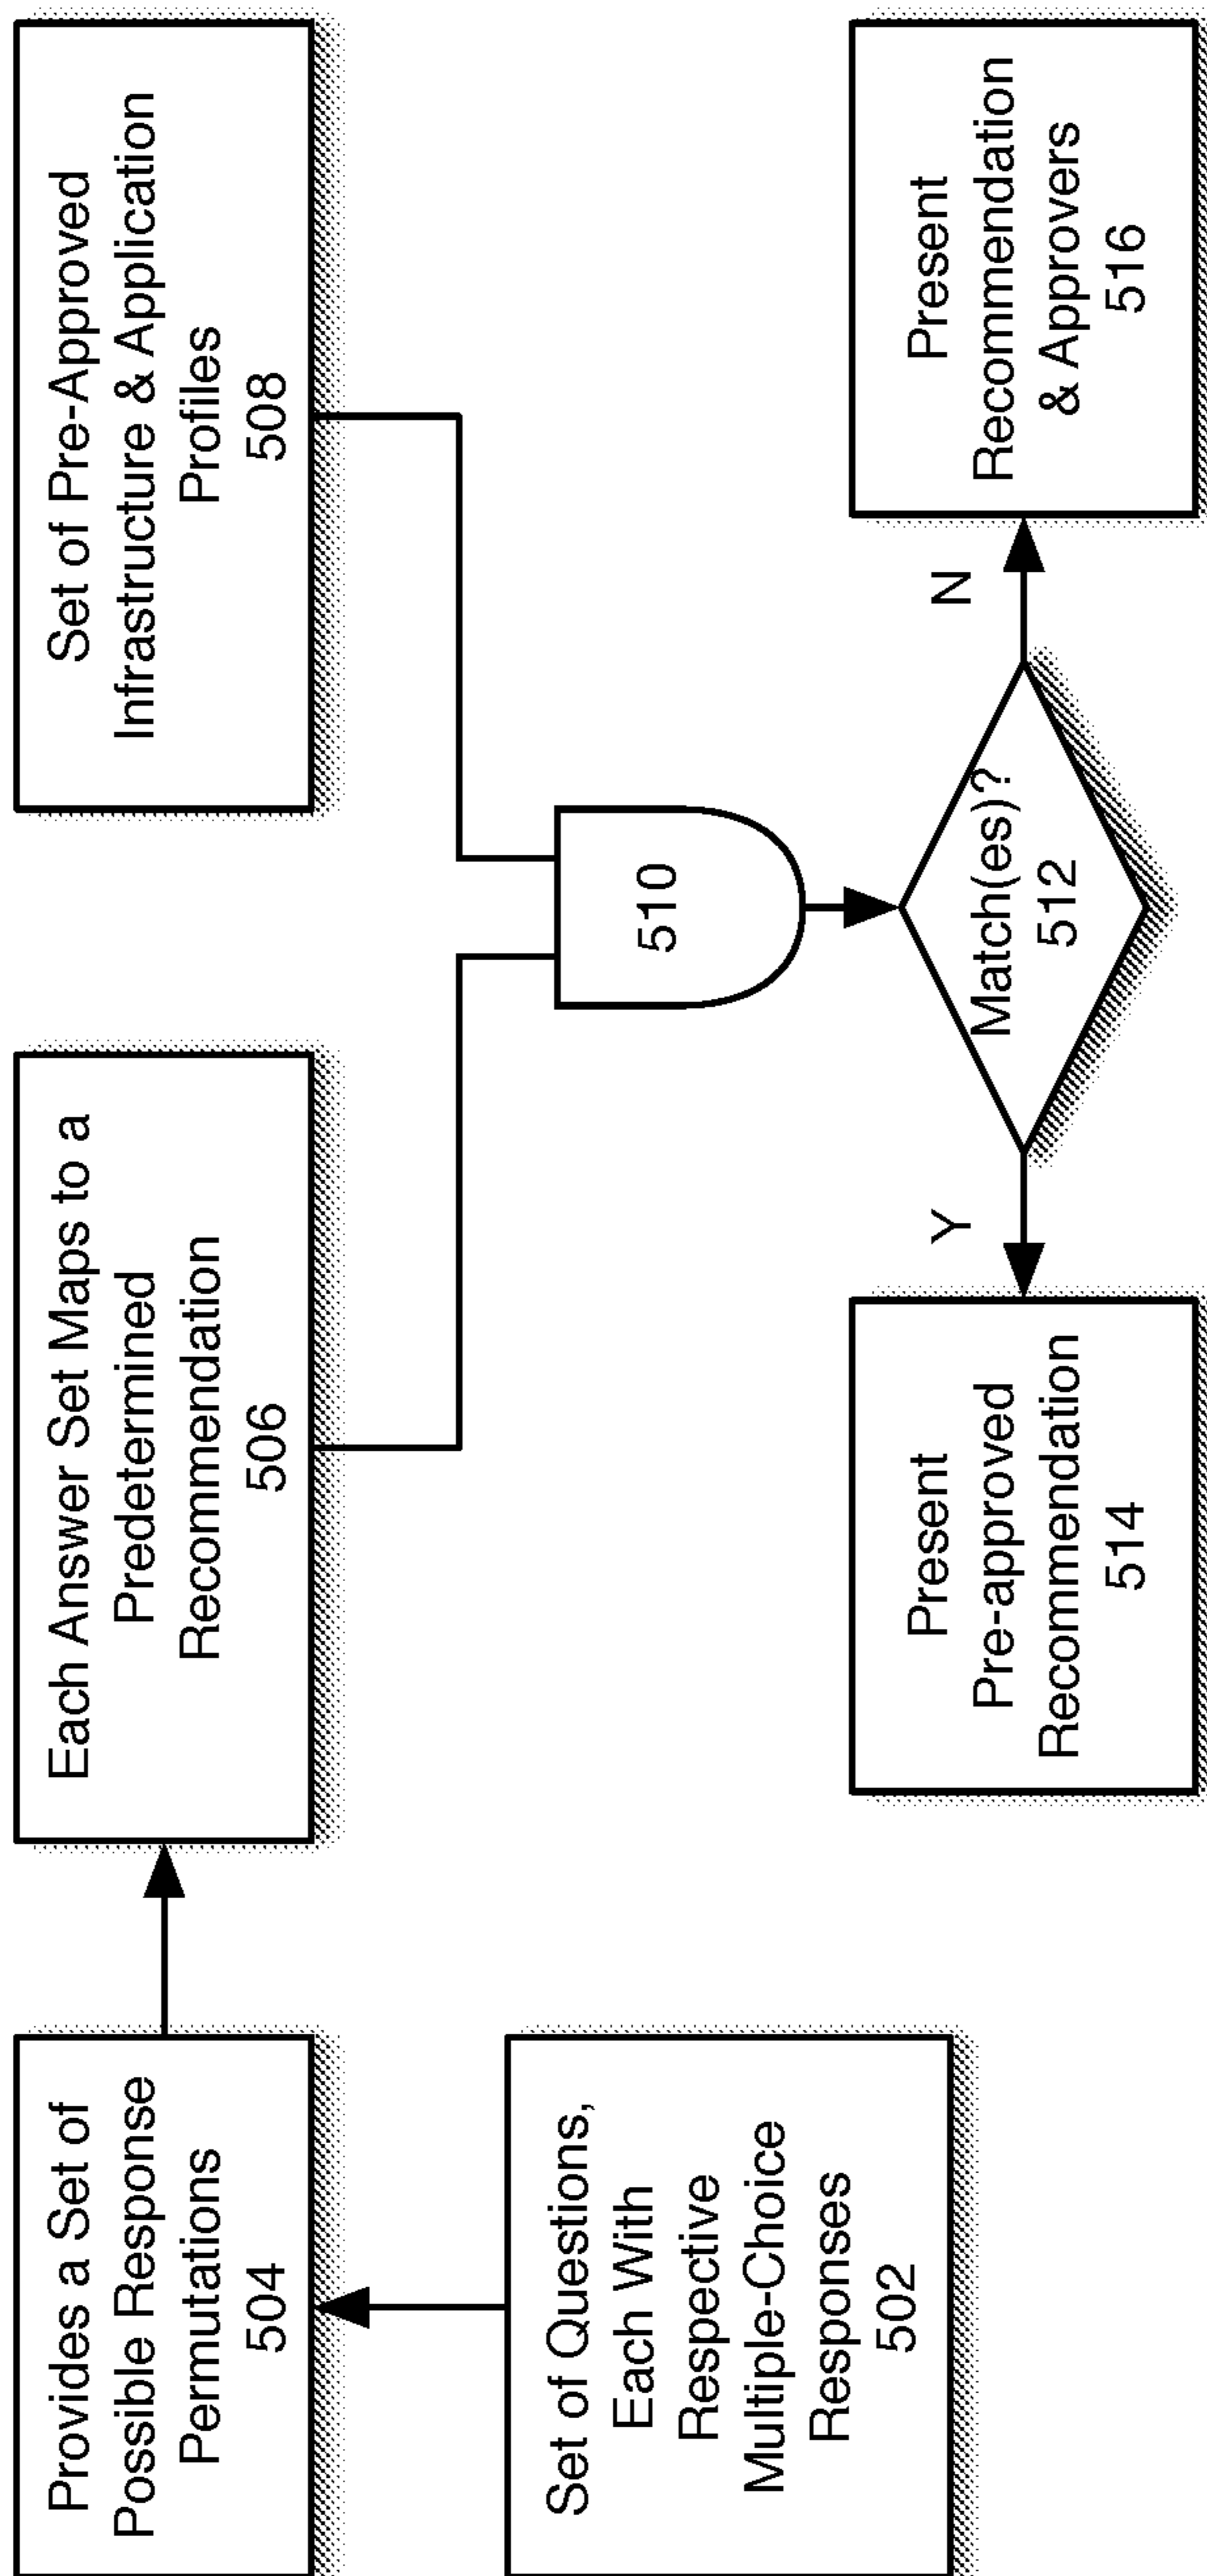 Provides a Set of
Possible Response
Permutations
504
Each Answer Set Maps to a
Predetermined
Recommendation
506
Set of Pre-Approved
Infrastructure & Application
Profiles
508
Set of Questions,
Each With
Respective
Multiple-Choice
Responses
502
510
Match(es)?
512
Y
N
Present
Pre-approved
Recommendation
514
Present
Recommendation
& Approvers
516